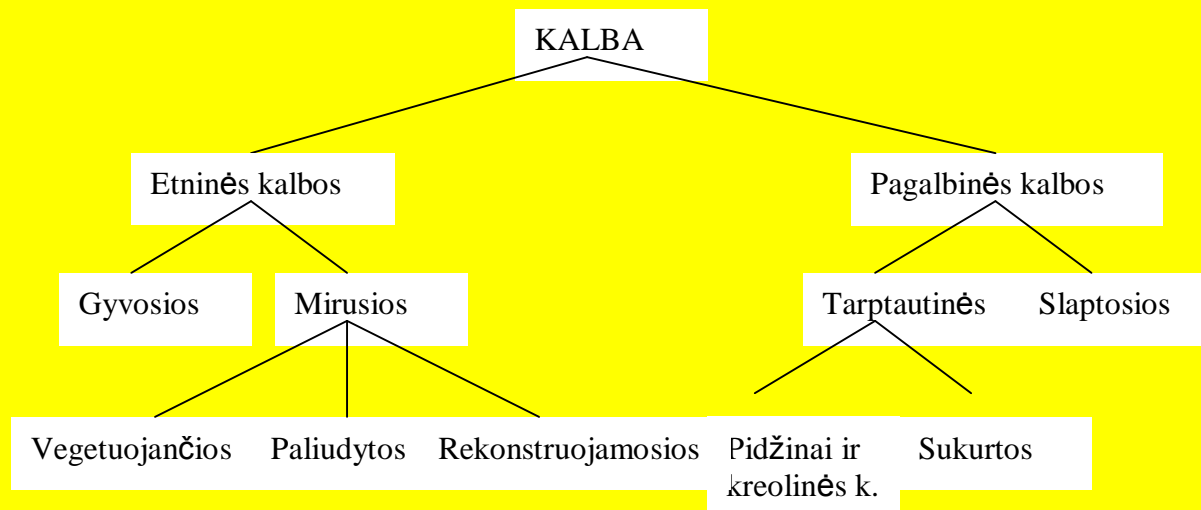 KALBA
Etninės kalbos
Pagalbinės kalbos
Gyvosios
Mirusios
Tarptautinės
Slaptosios
Vegetuojančios
Paliudytos
Rekonstruojamosios
Pidžinai ir
kreolinės k.
Sukurtos